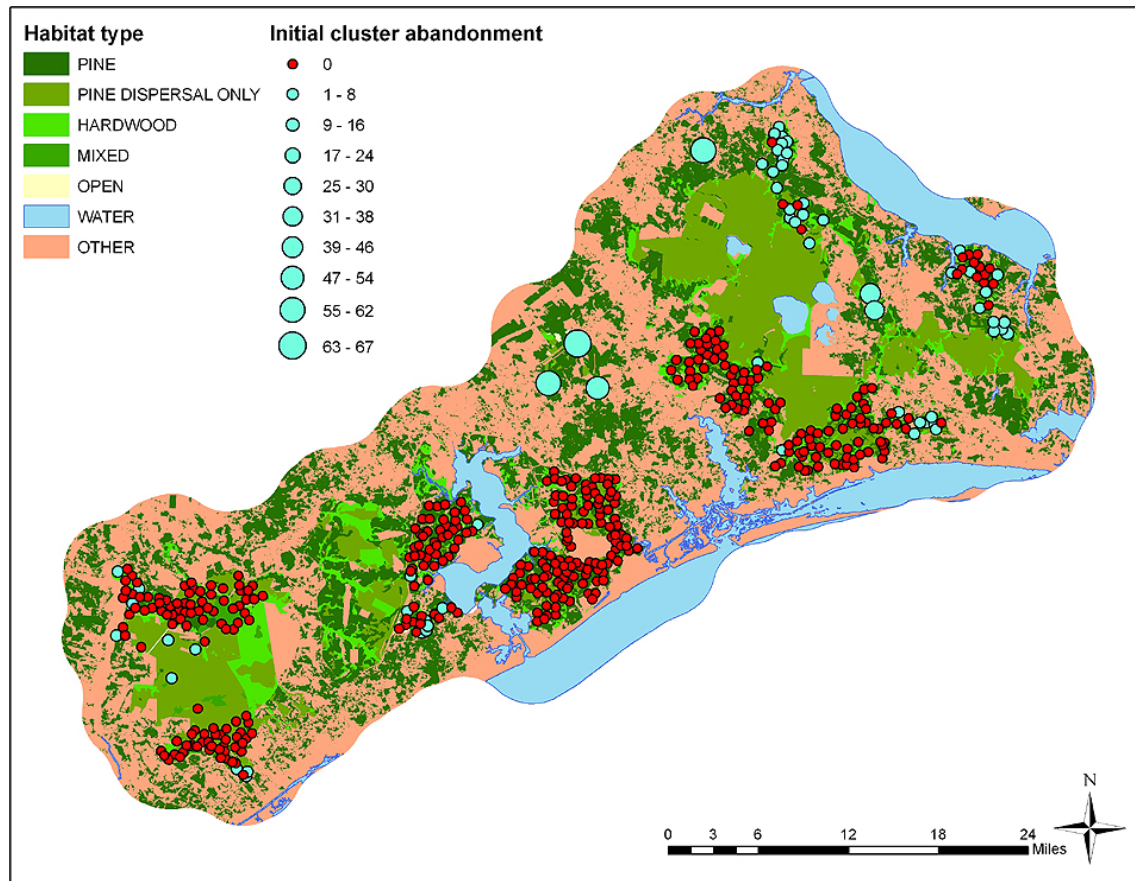 Habitat type
PINE
PINE DISPERSAL ONLY
HARDWOOD
MIXED
OPEN
WATER
OTHER
Initial cluster abandonment
0
1 - 8
9 - 16
17 - 24
25 - 30
31 - 38
39 - 46
47 - 54
55 - 62
63 - 67
N
0 3 6 12 18 24
Miles